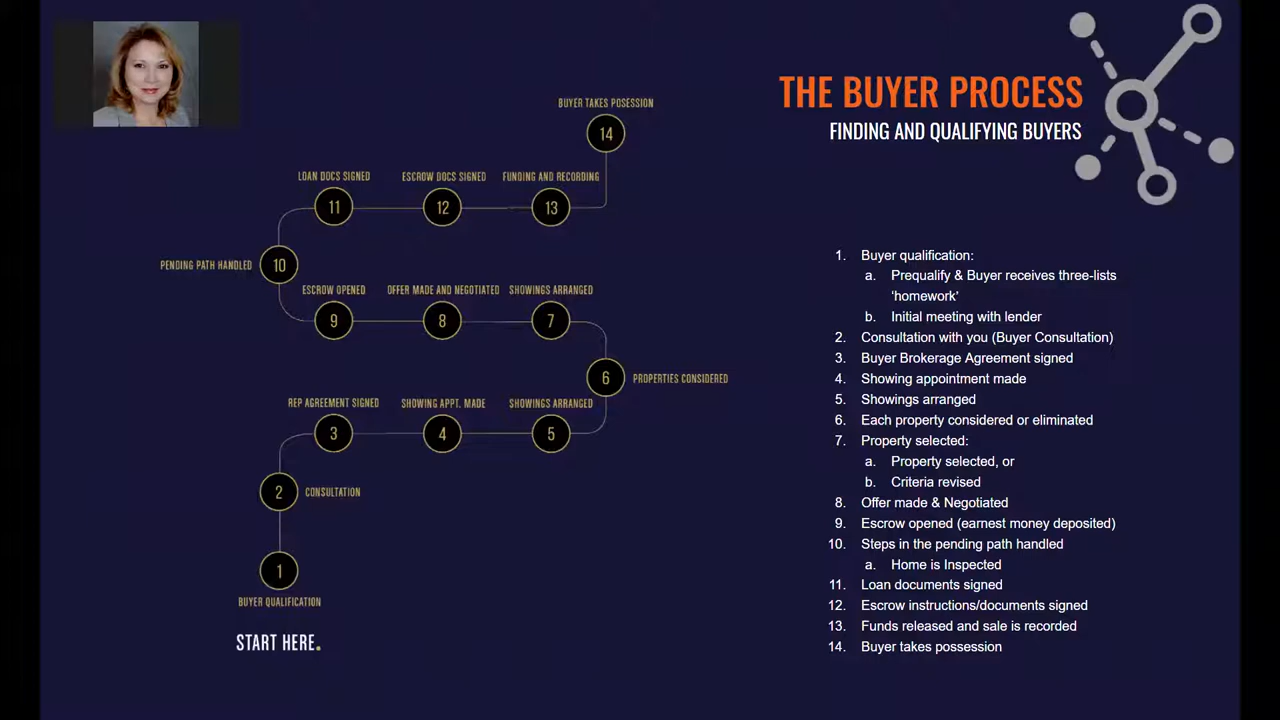 THE BUYER PROCESS
FINDING AND QUALIFYING BUYERS
BUYER TAKES POSESSION
14
LOAN DOCS SIGNED
ESCROW DOCS SIGNED
FUNDING AND RECORDING
11
12
13
PENDING PATH HANDLED
10
ESCROW OPENED
OFFER MADE AND NEGOTIATED
SHOWINGS ARRANGED
9
8
7
6
PROPERTIES CONSIDERED
REP AGREEMENT SIGNED
SHOWING APPT. MADE
SHOWINGS ARRANGED
3
4
5
2
CONSULTATION
1
BUYER QUALIFICATION
START HERE.
1. Buyer qualification:
a. Prequalify & Buyer receives three-lists
‘homework’
b. Initial meeting with lender
2. Consultation with you (Buyer Consultation)
3. Buyer Brokerage Agreement signed
4. Showing appointment made
5. Showings arranged
6. Each property considered or eliminated
7. Property selected:
a. Property selected, or
b. Criteria revised
8. Offer made & Negotiated
9. Escrow opened (earnest money deposited)
10. Steps in the pending path handled
a. Home is Inspected
11. Loan documents signed
12. Escrow instructions/documents signed
13. Funds released and sale is recorded
14. Buyer takes possession